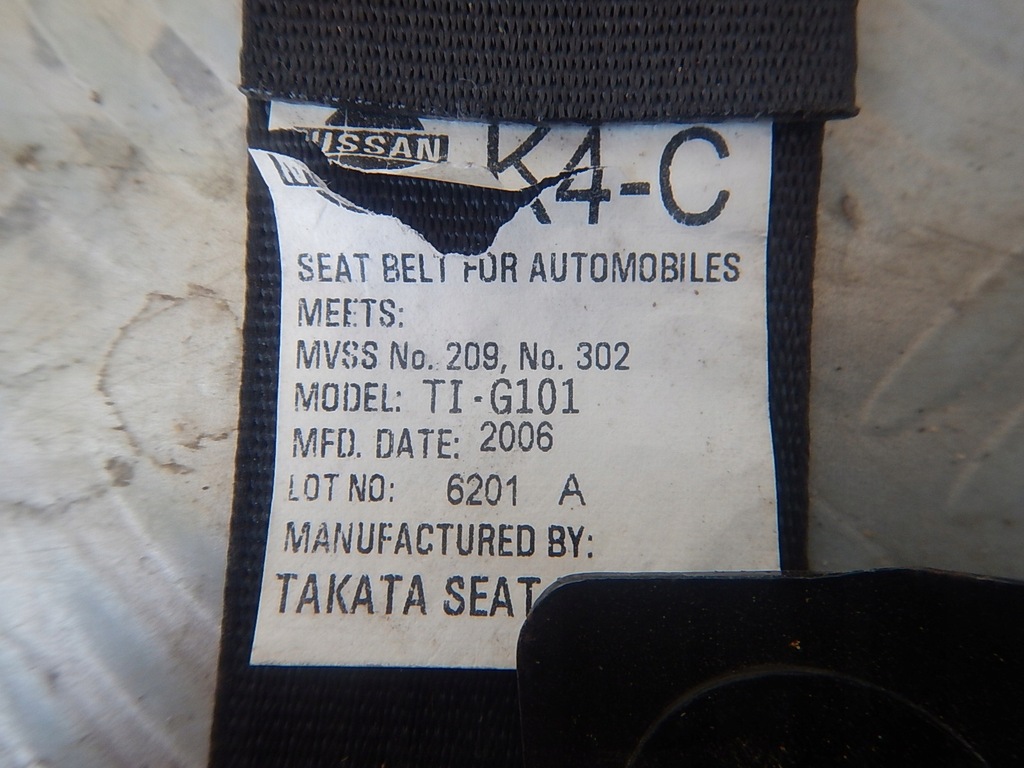 NISSAN K4-C
SEAT BELT FOR AUTOMOBILES
MEETS:
MVSS No. 209, No. 302
MODEL: TI-G101
MFD. DATE: 2006
LOT NO: 6201 A
MANUFACTURED BY:
TAKATA SEAT